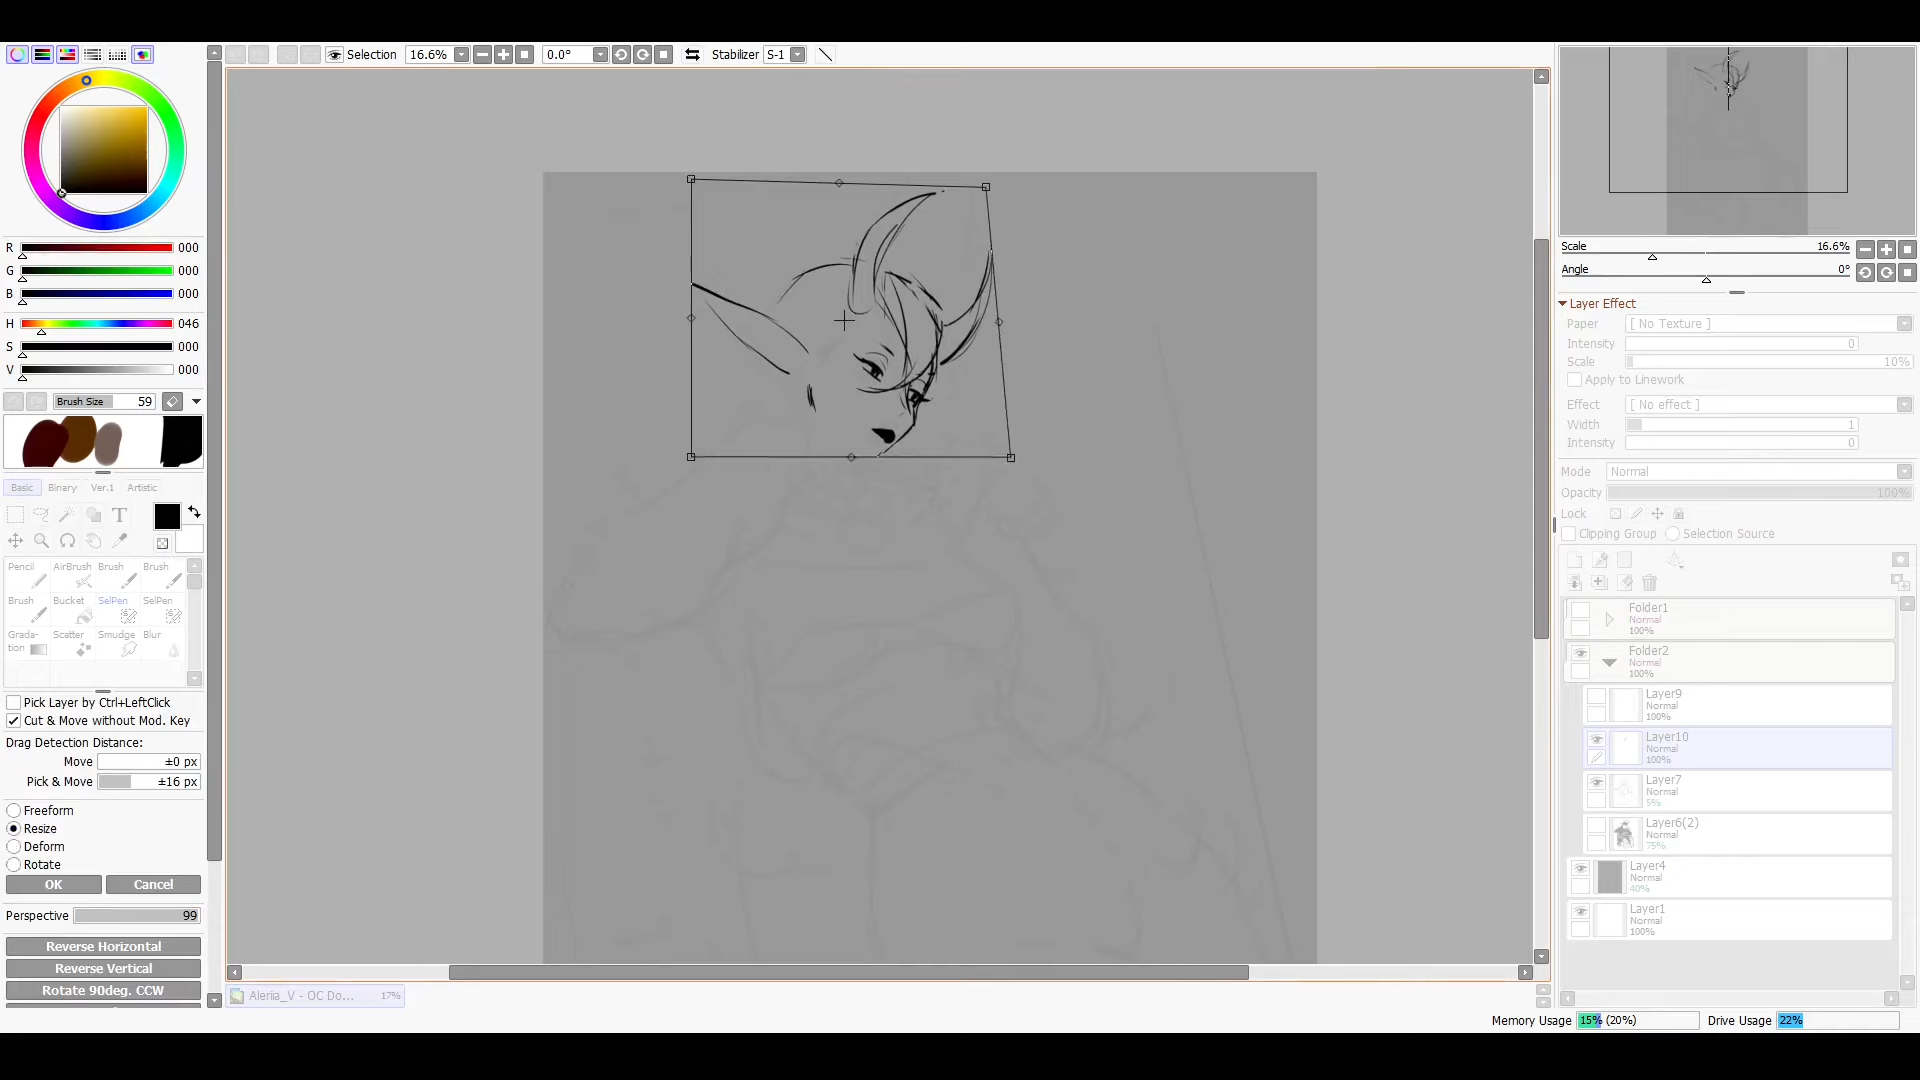 Selection 16.6% 0.0° Stabilizer S-1
R 000
G 000
B 000
H 046
S 000
V 000
Brush Size 59
Basic Binary Ver.1 Artistic
T
Pencil AirBrush Brush Brush
Brush Bucket SelPen SelPen
Grada-tion Scatter Smudge Blur
Pick Layer by Ctrl+LeftClick
Cut & Move without Mod. Key
Drag Detection Distance:
Move ±0 px
Pick & Move ±16 px
Freeform
Resize
Deform
Rotate
OK Cancel
Perspective 99
Reverse Horizontal
Reverse Vertical
Rotate 90deg. CCW
Aleriia_V - OC Do... 17%
Scale 16.6%
Angle 0°
Layer Effect
Paper [ No Texture ]
Intensity 0
Scale 10%
Apply to Linework
Effect [ No effect ]
Width 1
Intensity 0
Mode Normal
Opacity 100%
Lock
Clipping Group Selection Source
Folder1
Normal
100%
Folder2
Normal
100%
Layer9
Normal
100%
Layer10
Normal
100%
Layer7
Normal
5%
Layer6(2)
Normal
75%
Layer4
Normal
40%
Layer1
Normal
100%
Memory Usage 15% (20%) Drive Usage 22%